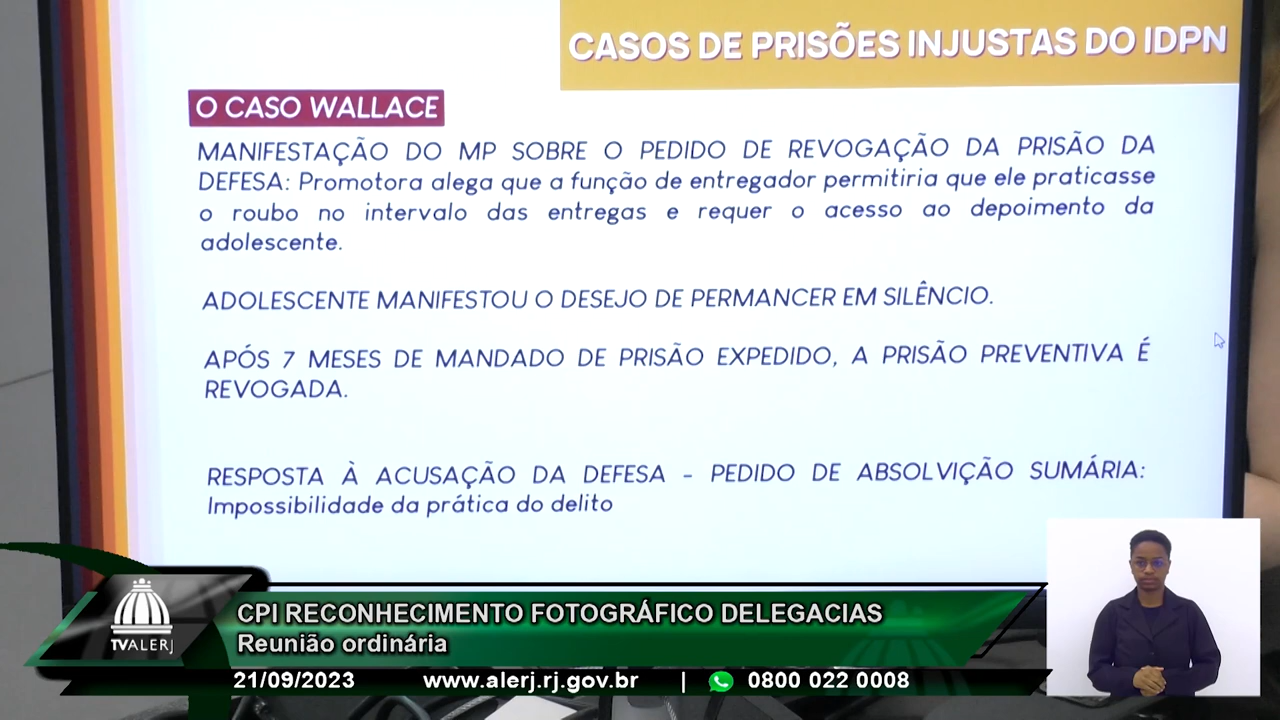 CASOS DE PRISÕES INJUSTAS DO IDPN
O CASO WALLACE
MANIFESTAÇÃO DO MP SOBRE O PEDIDO DE REVOGAÇÃO DA PRISÃO DA
DEFESA: Promotora alega que a função de entregador permitiria que ele praticasse
o roubo no intervalo das entregas e requer o acesso ao depoimento da
adolescente.
ADOLESCENTE MANIFESTOU O DESEJO DE PERMANCER EM SILÊNCIO.
APÓS 7 MESES DE MANDADO DE PRISÃO EXPEDIDO, A PRISÃO PREVENTIVA É
REVOGADA.
RESPOSTA À ACUSAÇÃO DA DEFESA - PEDIDO DE ABSOLVIÇÃO SUMÁRIA:
Impossibilidade da prática do delito
CPI RECONHECIMENTO FOTOGRÁFICO DELEGACIAS
Reunião ordinária
TVALERJ
21/09/2023 www.alerj.rj.gov.br | 0800 022 0008